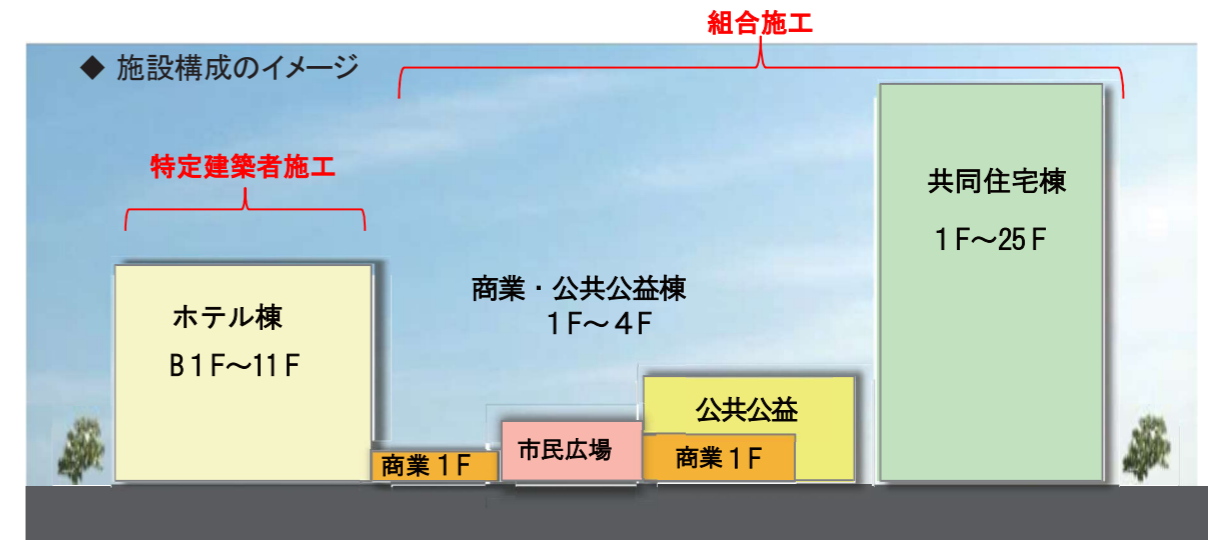 組合施工
◆ 施設構成のイメージ
特定建築者施工
共同住宅棟
1F～25F
商業・公共公益棟
1F～4F
ホテル棟
B1F～11F
公共公益
市民広場
商業1F
商業1F